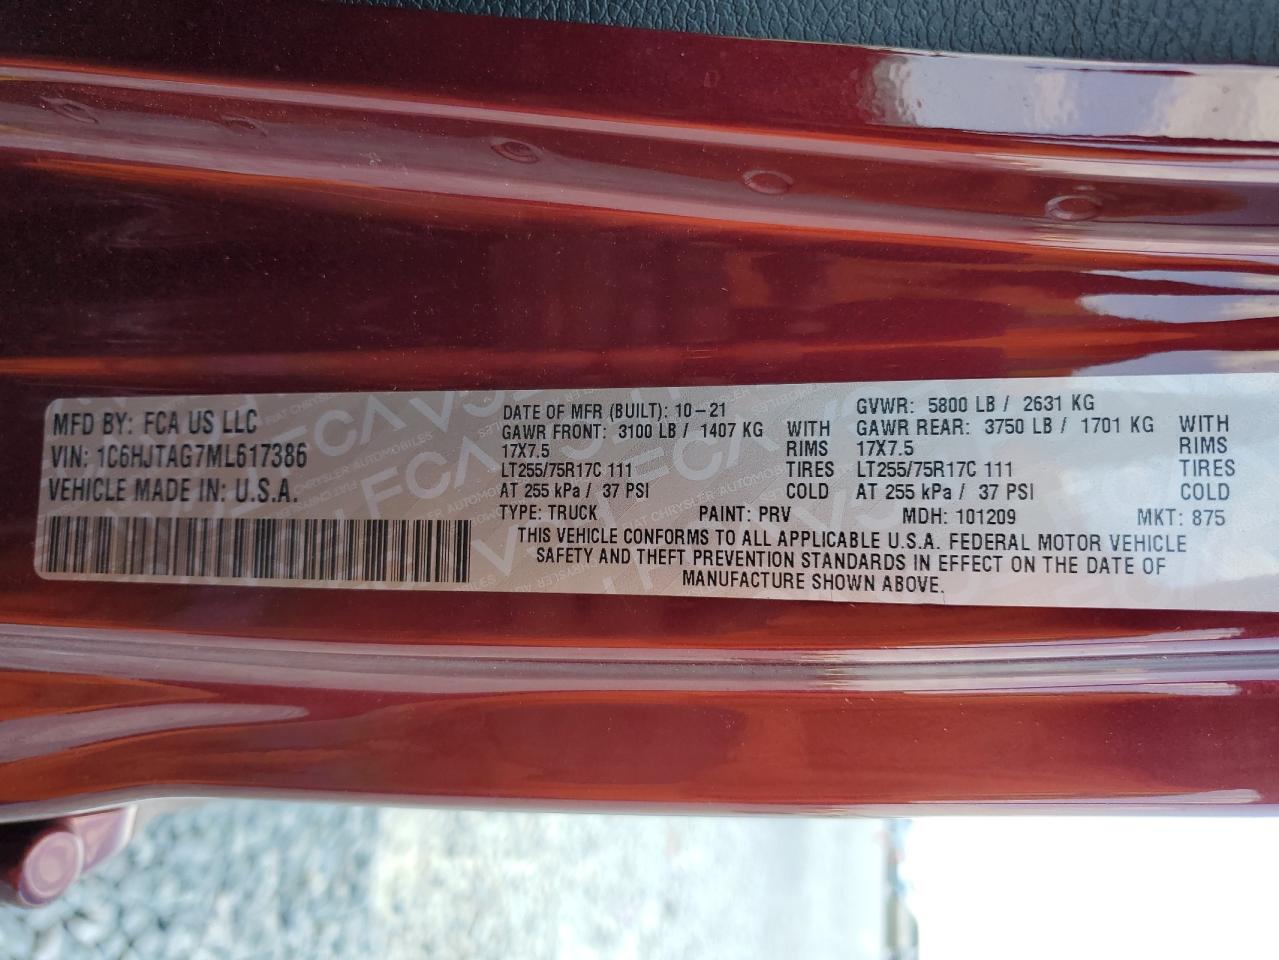 MFD BY: FCA US LLC
VIN: 1C6HJTAG7ML617386
VEHICLE MADE IN: U.S.A.
DATE OF MFR (BUILT): 10-21 GVWR: 5800 LB / 2631 KG
GAWR FRONT: 3100 LB / 1407 KG WITH GAWR REAR: 3750 LB / 1701 KG WITH
17X7.5 RIMS 17X7.5 RIMS
LT255/75R17C 111 TIRES LT255/75R17C 111 TIRES
AT 255 kPa / 37 PSI COLD AT 255 kPa / 37 PSI COLD
TYPE: TRUCK PAINT: PRV MDH: 101209 MKT: 875
THIS VEHICLE CONFORMS TO ALL APPLICABLE U.S.A. FEDERAL MOTOR VEHICLE
SAFETY AND THEFT PREVENTION STANDARDS IN EFFECT ON THE DATE OF
MANUFACTURE SHOWN ABOVE.